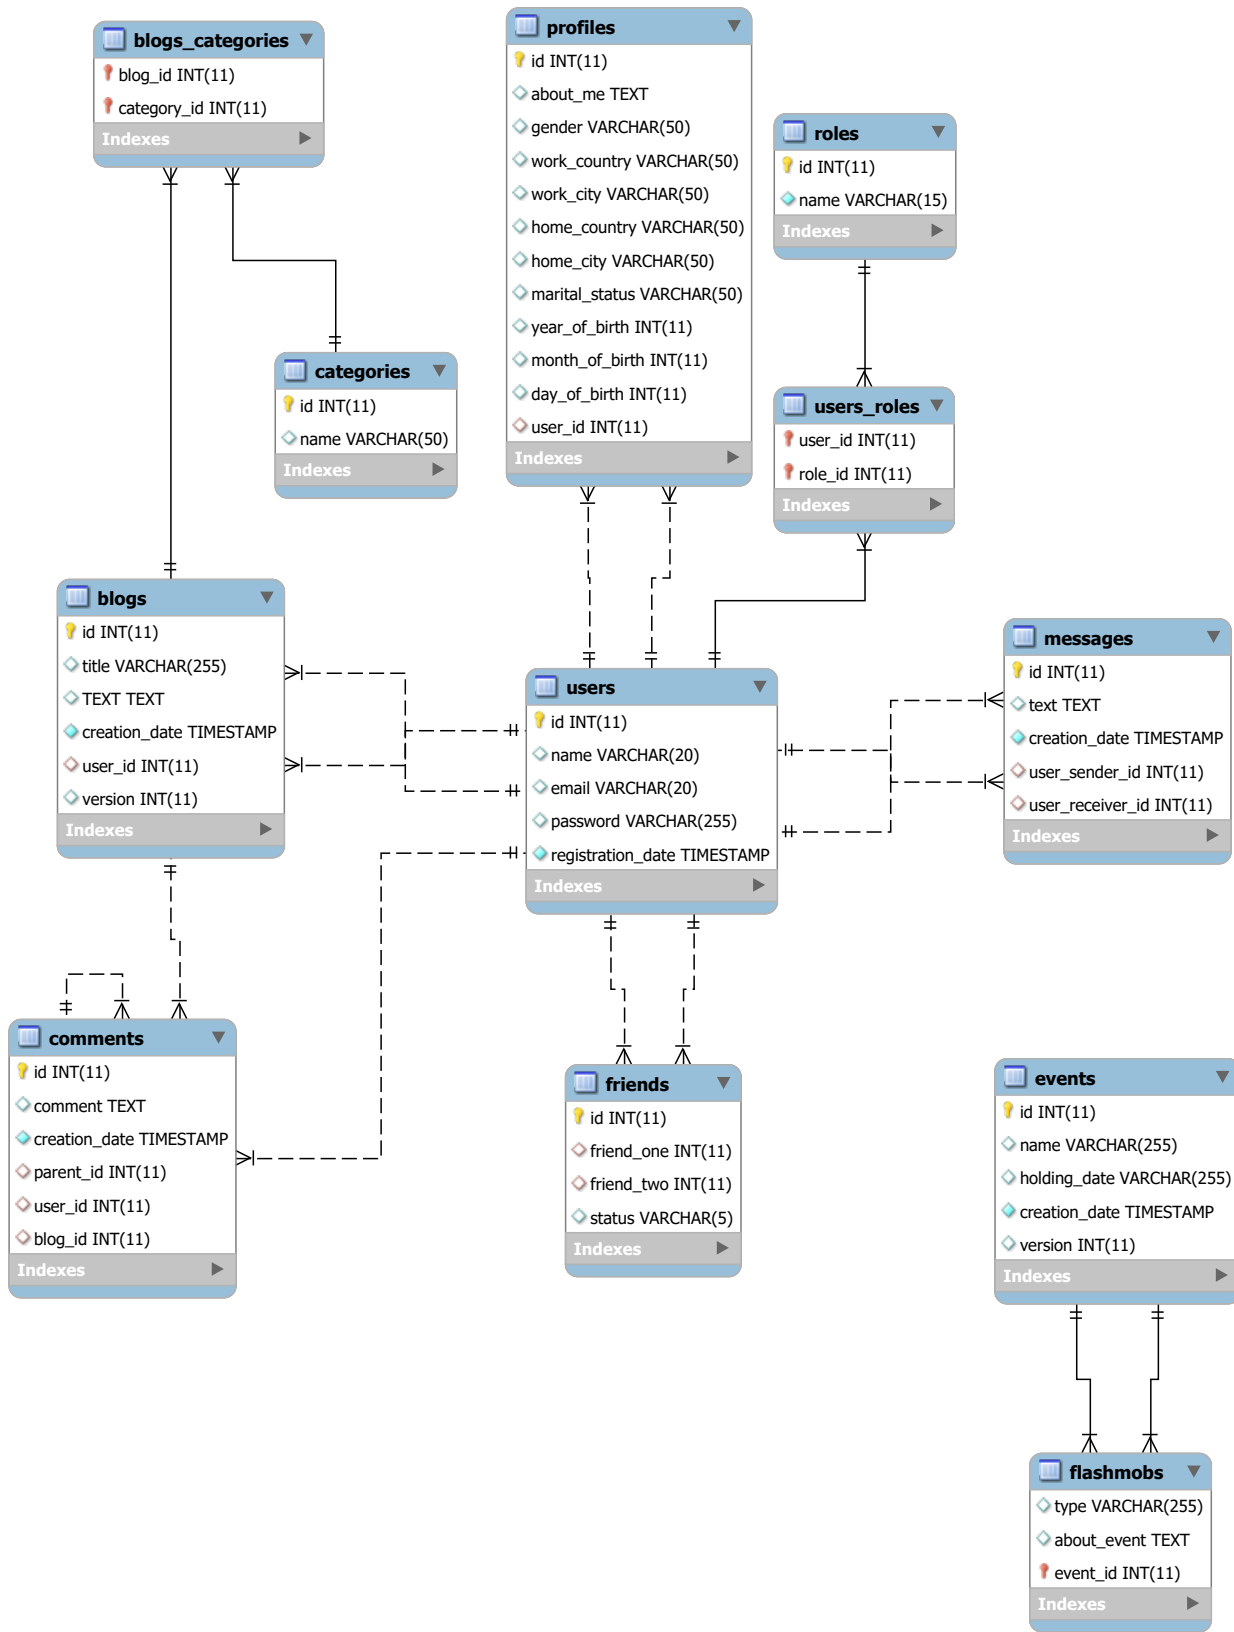 blogs_categories
blog_id INT(11)
category_id INT(11)
Indexes
profiles
id INT(11)
about_me TEXT
gender VARCHAR(50)
work_country VARCHAR(50)
work_city VARCHAR(50)
home_country VARCHAR(50)
home_city VARCHAR(50)
marital_status VARCHAR(50)
year_of_birth INT(11)
month_of_birth INT(11)
day_of_birth INT(11)
user_id INT(11)
Indexes
roles
id INT(11)
name VARCHAR(15)
Indexes
categories
id INT(11)
name VARCHAR(50)
Indexes
users_roles
user_id INT(11)
role_id INT(11)
Indexes
blogs
id INT(11)
title VARCHAR(255)
TEXT TEXT
creation_date TIMESTAMP
user_id INT(11)
version INT(11)
Indexes
users
id INT(11)
name VARCHAR(20)
email VARCHAR(20)
password VARCHAR(255)
registration_date TIMESTAMP
Indexes
messages
id INT(11)
text TEXT
creation_date TIMESTAMP
user_sender_id INT(11)
user_receiver_id INT(11)
Indexes
comments
id INT(11)
comment TEXT
creation_date TIMESTAMP
parent_id INT(11)
user_id INT(11)
blog_id INT(11)
Indexes
friends
id INT(11)
friend_one INT(11)
friend_two INT(11)
status VARCHAR(5)
Indexes
events
id INT(11)
name VARCHAR(255)
holding_date VARCHAR(255)
creation_date TIMESTAMP
version INT(11)
Indexes
flashmobs
type VARCHAR(255)
about_event TEXT
event_id INT(11)
Indexes